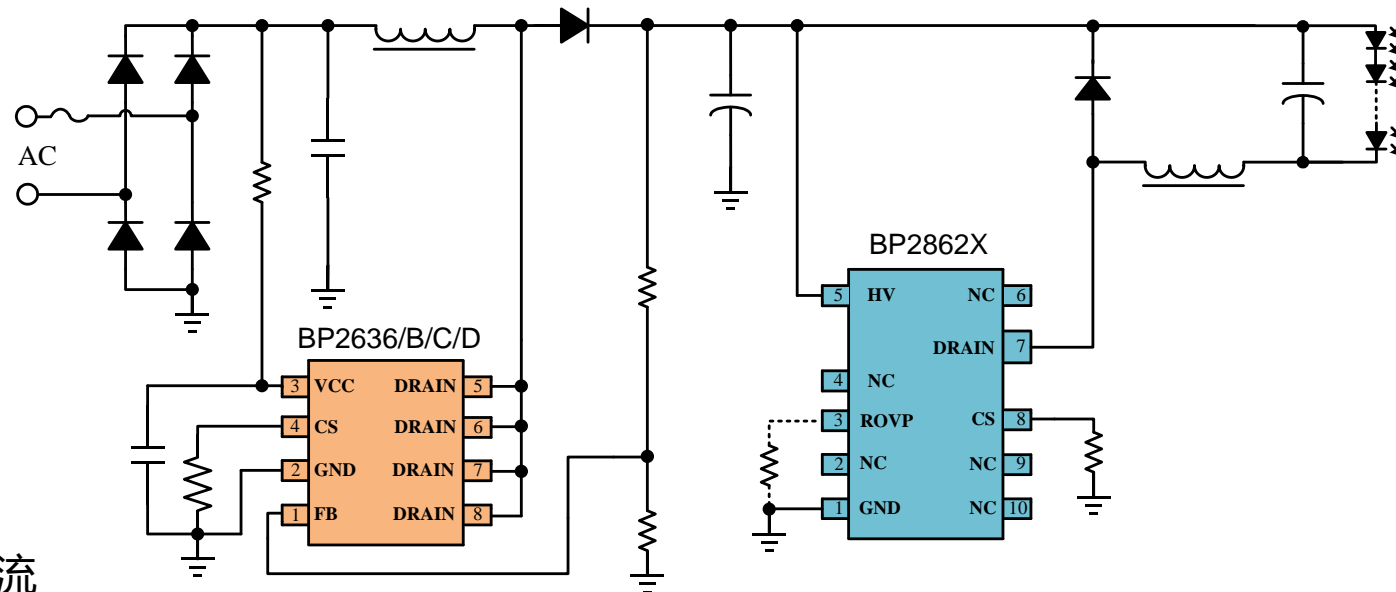 AC
BP2636/B/C/D
3 VCC DRAIN 5
4 CS DRAIN 6
2 GND DRAIN 7
1 FB DRAIN 8
BP2862X
5 HV NC 6
DRAIN 7
4 NC
3 ROVP CS 8
2 NC NC 9
1 GND NC 10
流